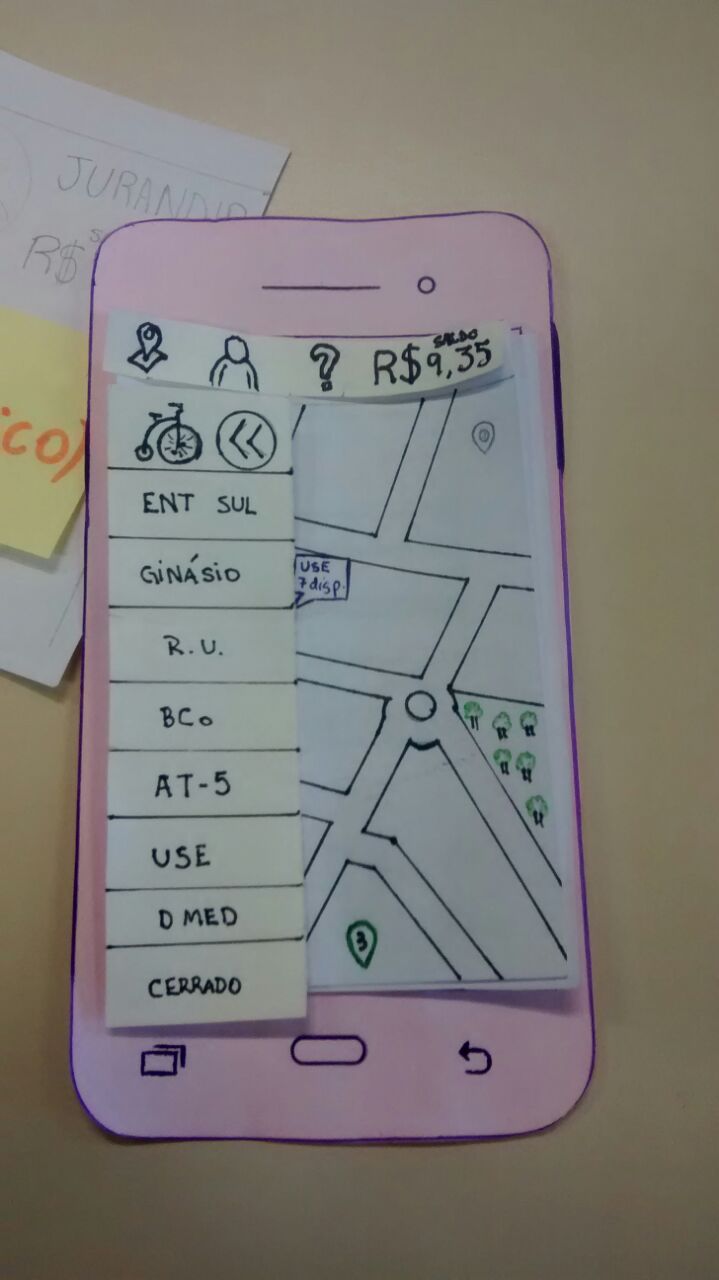 JURANDIR
R$
ico)
?
SALDO
R$9,35
ENT SUL
GINÁSIO
R.U.
BCo
AT-5
USE
D MED
CERRADO
USE
7 disp.
3